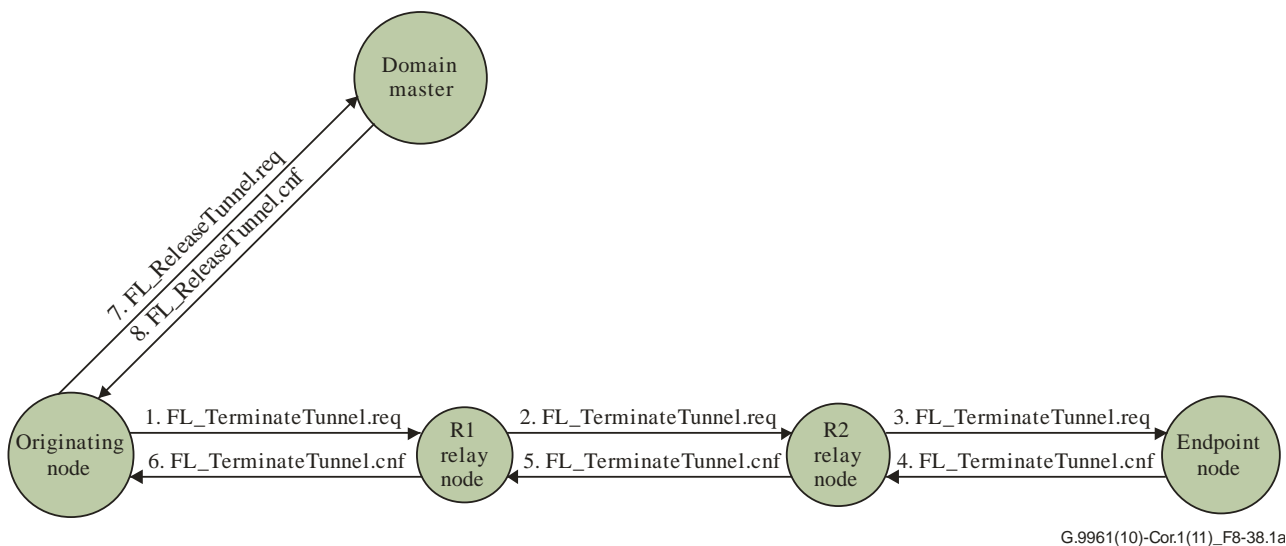 Domain
master
7. FL_ReleaseTunnel.req
8. FL_ReleaseTunnel.cnf
Originating
node
1. FL_TerminateTunnel.req
6. FL_TerminateTunnel.cnf
R1
relay
node
2. FL_TerminateTunnel.req
5. FL_TerminateTunnel.cnf
R2
relay
node
3. FL_TerminateTunnel.req
4. FL_TerminateTunnel.cnf
Endpoint
node
G.9961(10)-Cor.1(11)_F8-38.1a